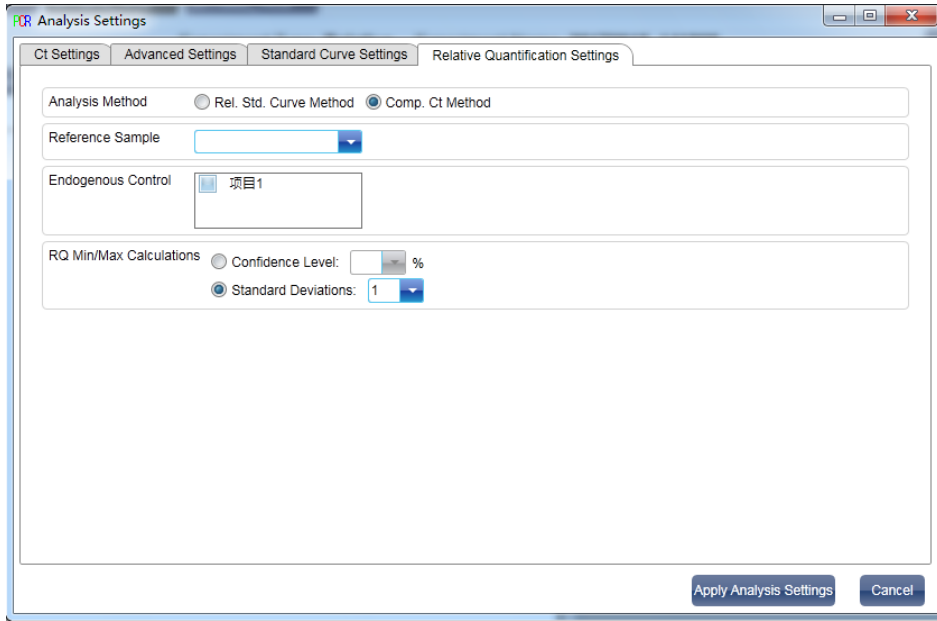 PCR Analysis Settings
Ct Settings Advanced Settings Standard Curve Settings Relative Quantification Settings
Analysis Method Rel. Std. Curve Method Comp. Ct Method
Reference Sample
Endogenous Control 项目1
RQ Min/Max Calculations Confidence Level: %
Standard Deviations: 1
Apply Analysis Settings Cancel